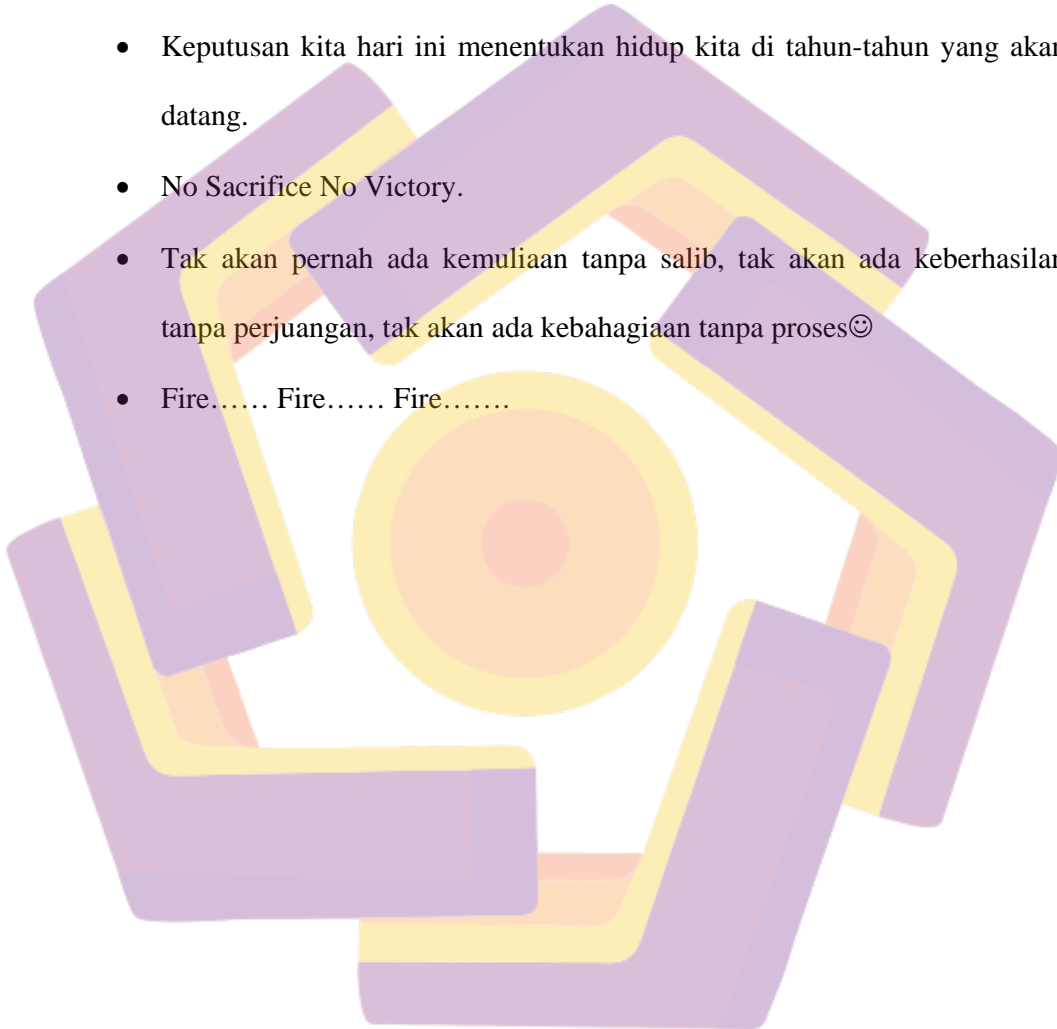 • Keputusan kita hari ini menentukan hidup kita di tahun-tahun yang akan
datang.
• No Sacrifice No Victory.
• Tak akan pernah ada kemuliaan tanpa salib, tak akan ada keberhasilan
tanpa perjuangan, tak akan ada kebahagiaan tanpa proses☺
• Fire…… Fire…… Fire…….